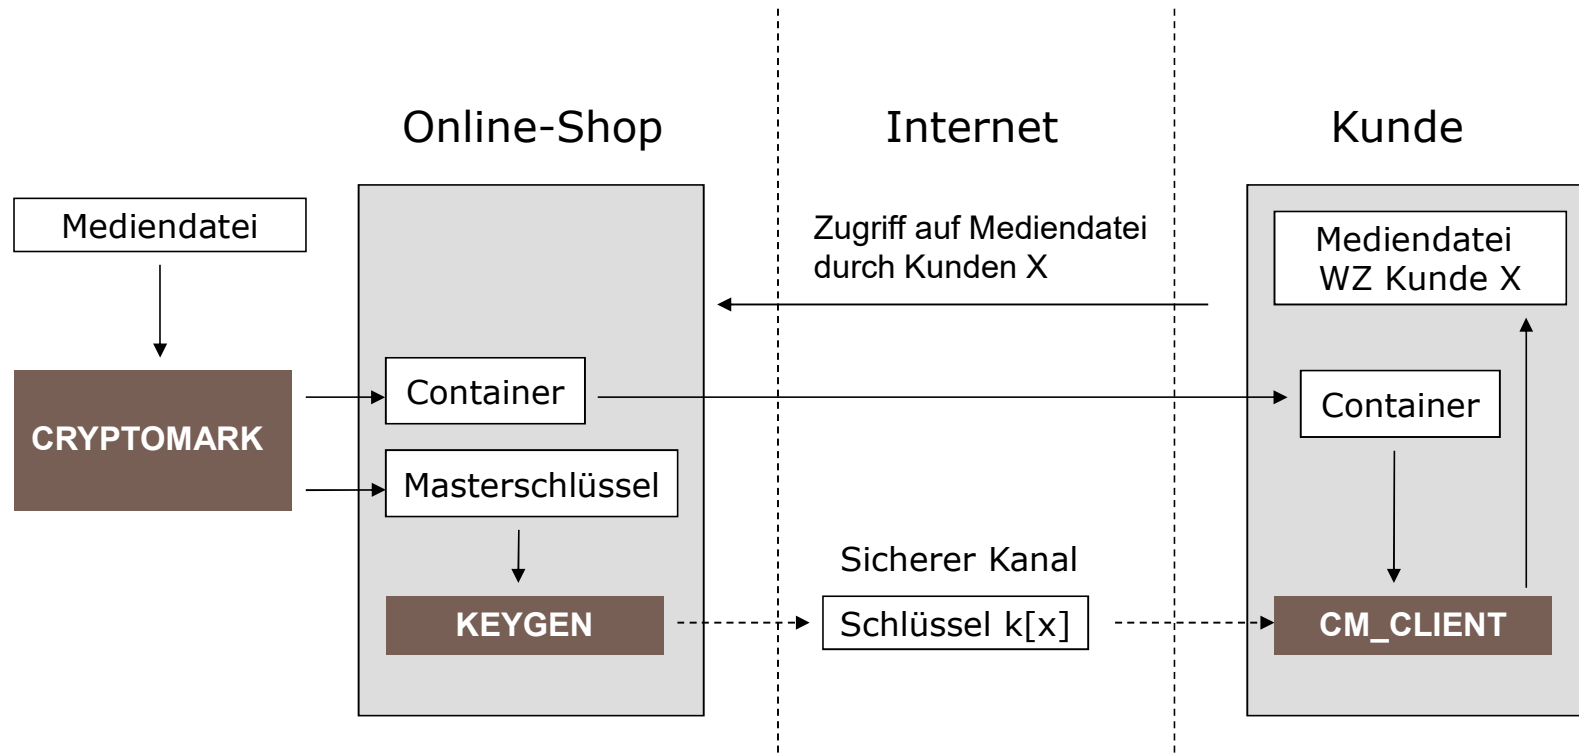 Online-Shop
Internet
Kunde
Mediendatei
Zugriff auf Mediendatei
durch Kunden X
Mediendatei
WZ Kunde X
CRYPTOMARK
Container
Container
Masterschlüssel
Sicherer Kanal
KEYGEN
Schlüssel k[x]
CM_CLIENT